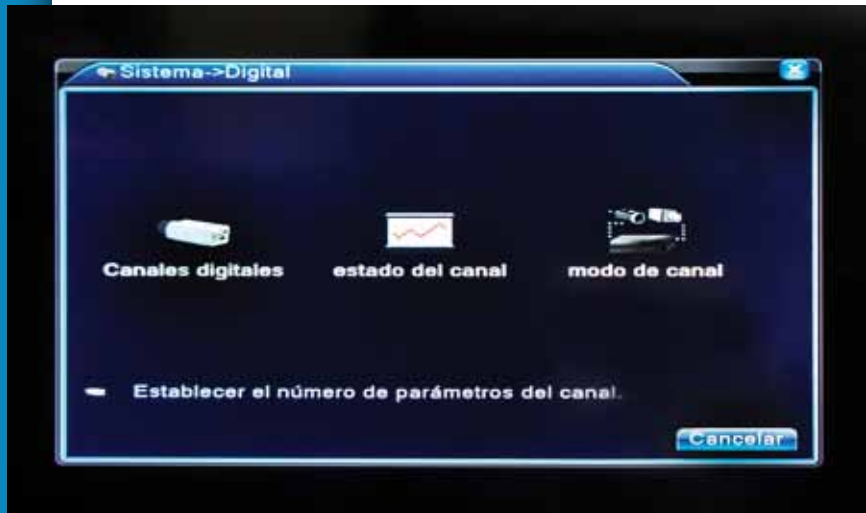 Sistema->Digital
Canales digitales
estado del canal
modo de canal
Establecer el número de parámetros del canal.
Cancelar